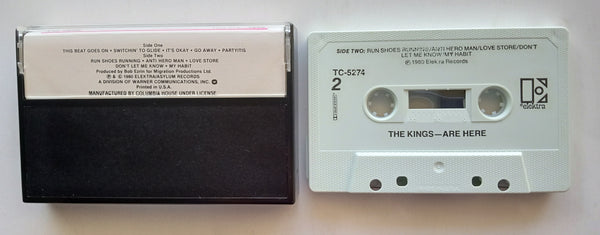 Side One
THIS BEAT GOES ON • SWITCHIN' TO GLIDE • IT'S OKAY • GO AWAY • PARTYITIS
Side Two
RUN SHOES RUNNING • ANTI HERO MAN • LOVE STORE
DON'T LET ME KNOW • MY HABIT
Produced by Bob Ezrin for Migration Productions Ltd.
℗ & © 1980 ELEKTRA/ASYLUM RECORDS
A DIVISION OF WARNER COMMUNICATIONS, INC.
Printed in U.S.A.
MANUFACTURED BY COLUMBIA HOUSE UNDER LICENSE
SIDE TWO: RUN SHOES RUNNING/ANTI HERO MAN/LOVE STORE/DON'T
LET ME KNOW/MY HABIT
℗ 1980 Elektra Records
TC-5274
2
elektra
THE KINGS—ARE HERE